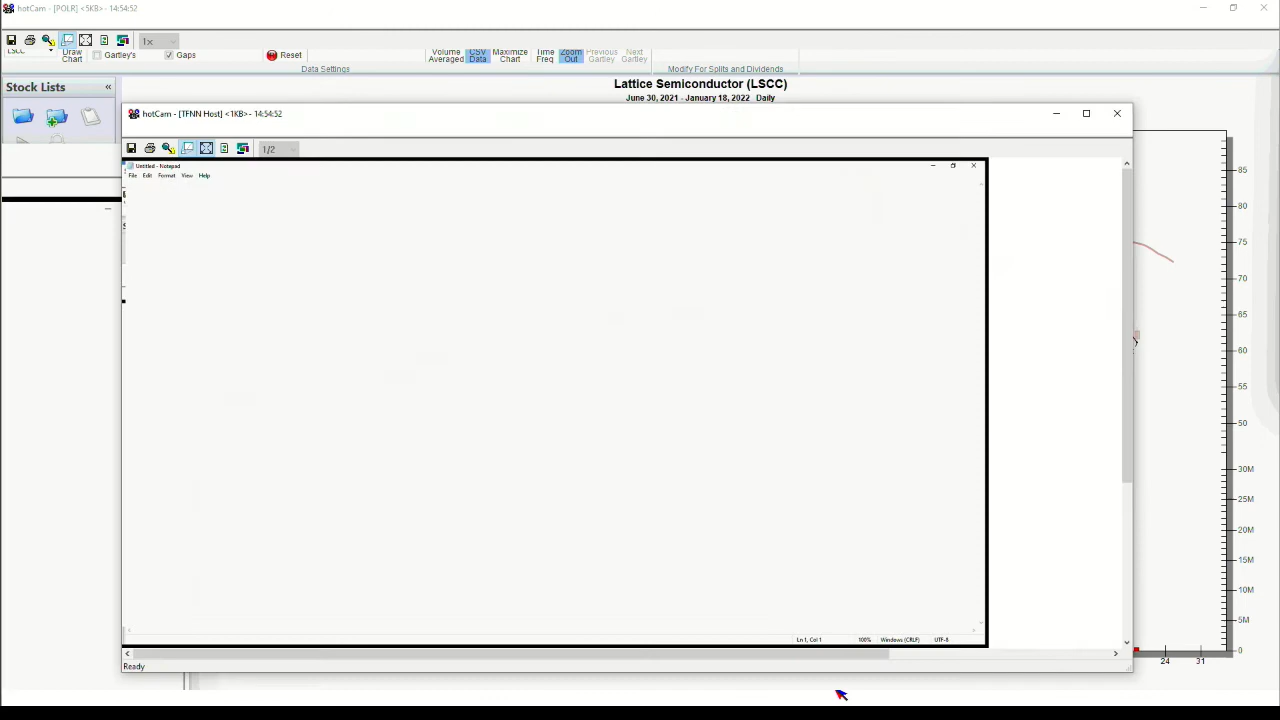 hotCam - [POLR] <5KB> - 14:54:52
1x
LSCC
Draw
Chart
Gartley's
Gaps
Reset
Volume
Averaged
CSV
Data
Maximize
Chart
Time
Freq
Zoom
Out
Previous
Gartley
Next
Gartley
Data Settings
Modify For Splits and Dividends
Stock Lists
Lattice Semiconductor (LSCC)
June 30, 2021 - January 18, 2022 Daily
hotCam - [TFNN Host] <1KB> - 14:54:52
1/2
Untitled - Notepad
File Edit Format View Help
85
80
75
70
65
60
55
50
30M
25M
20M
15M
10M
5M
0
24 31
Ln 1, Col 1 100% Windows (CRLF) UTF-8
Ready